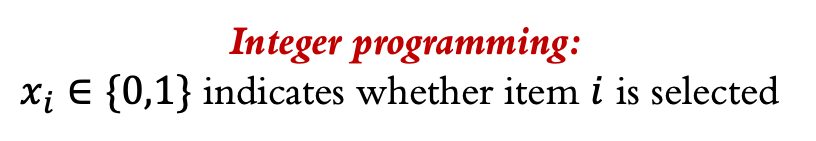 Integer programming:
xᵢ ∈ {0,1} indicates whether item i is selected